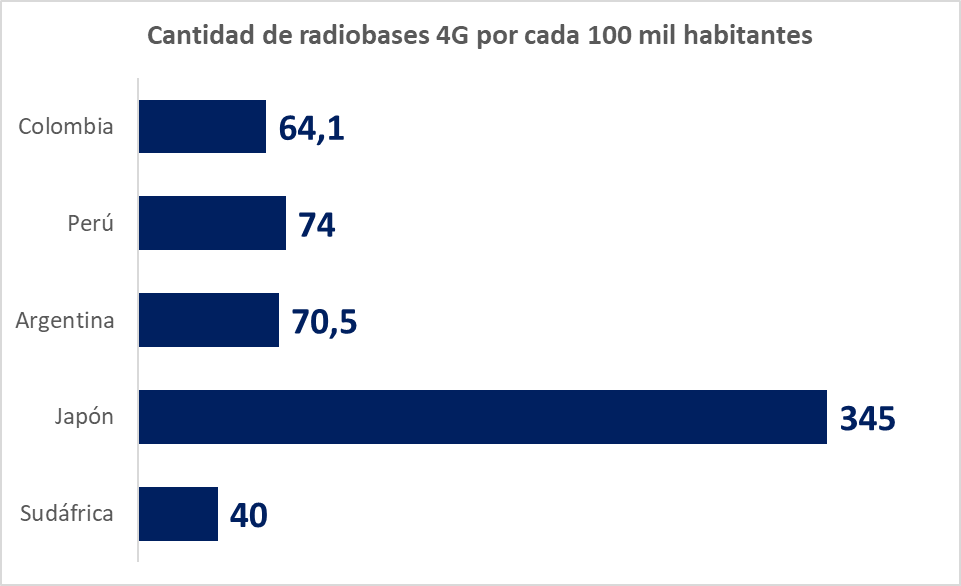 Cantidad de radiobases 4G por cada 100 mil habitantes
Colombia 64,1
Perú 74
Argentina 70,5
Japón 345
Sudáfrica 40